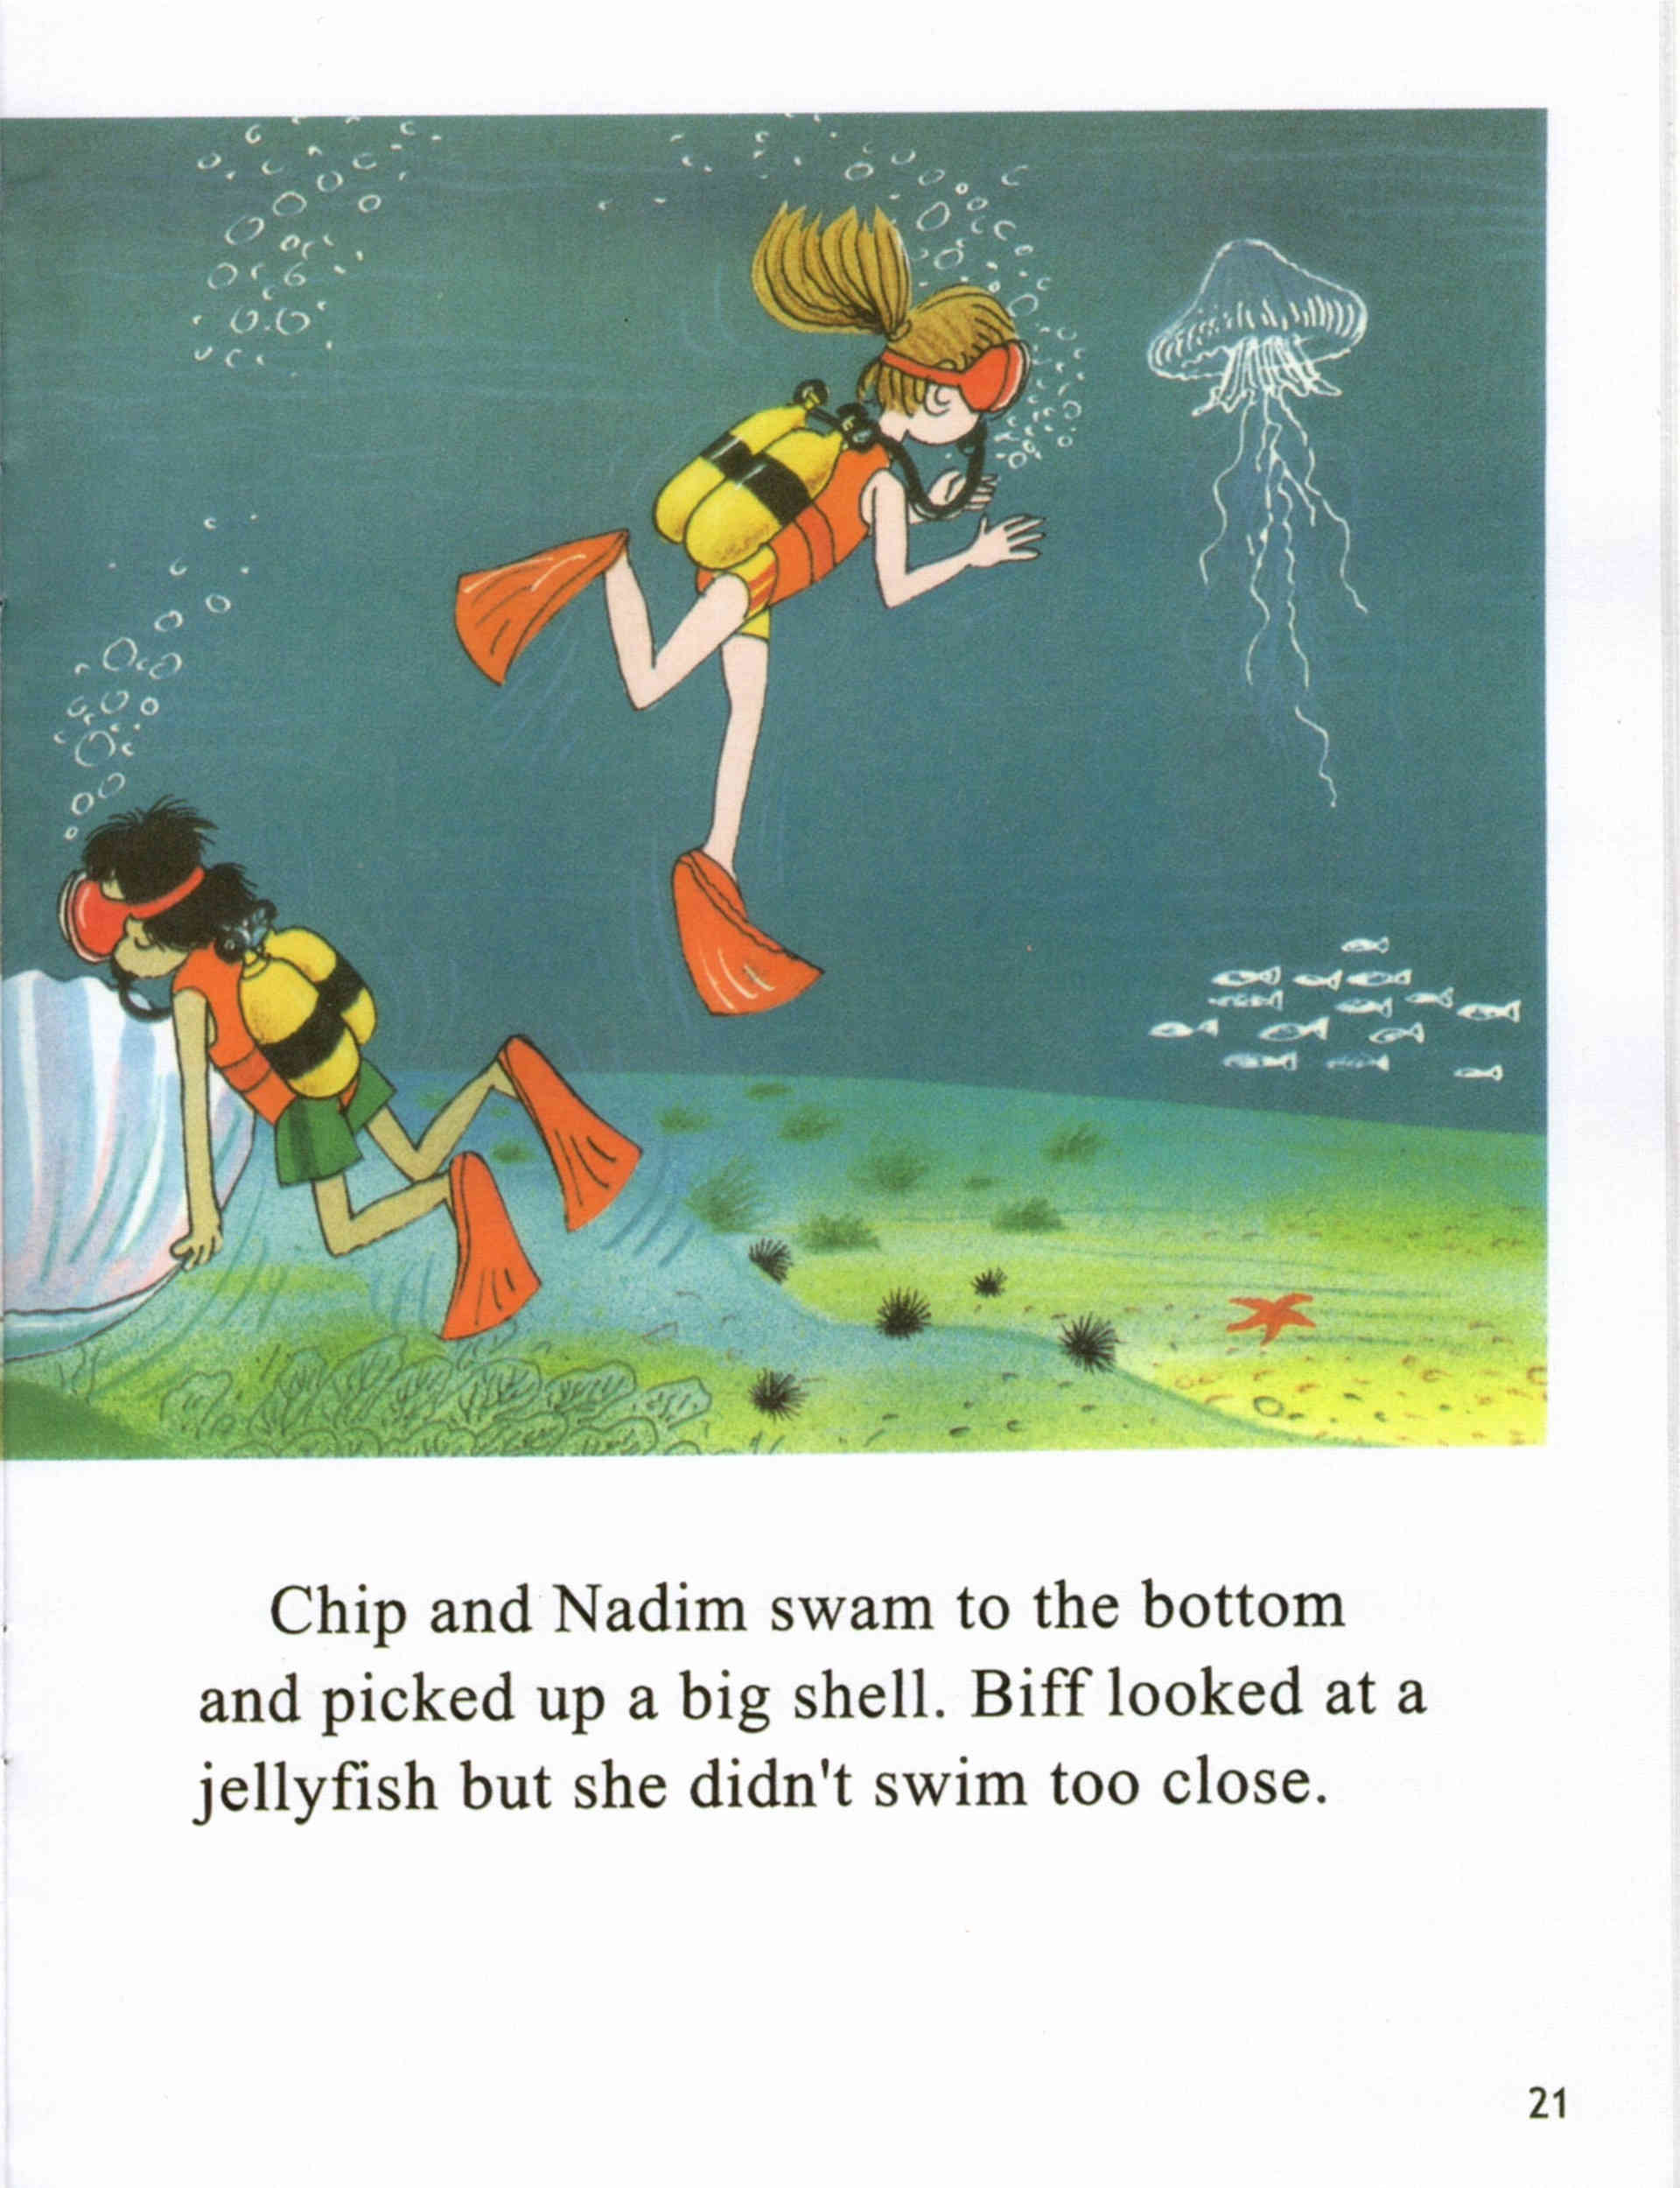 Chip and Nadim swam to the bottom
and picked up a big shell. Biff looked at a
jellyfish but she didn't swim too close.
21